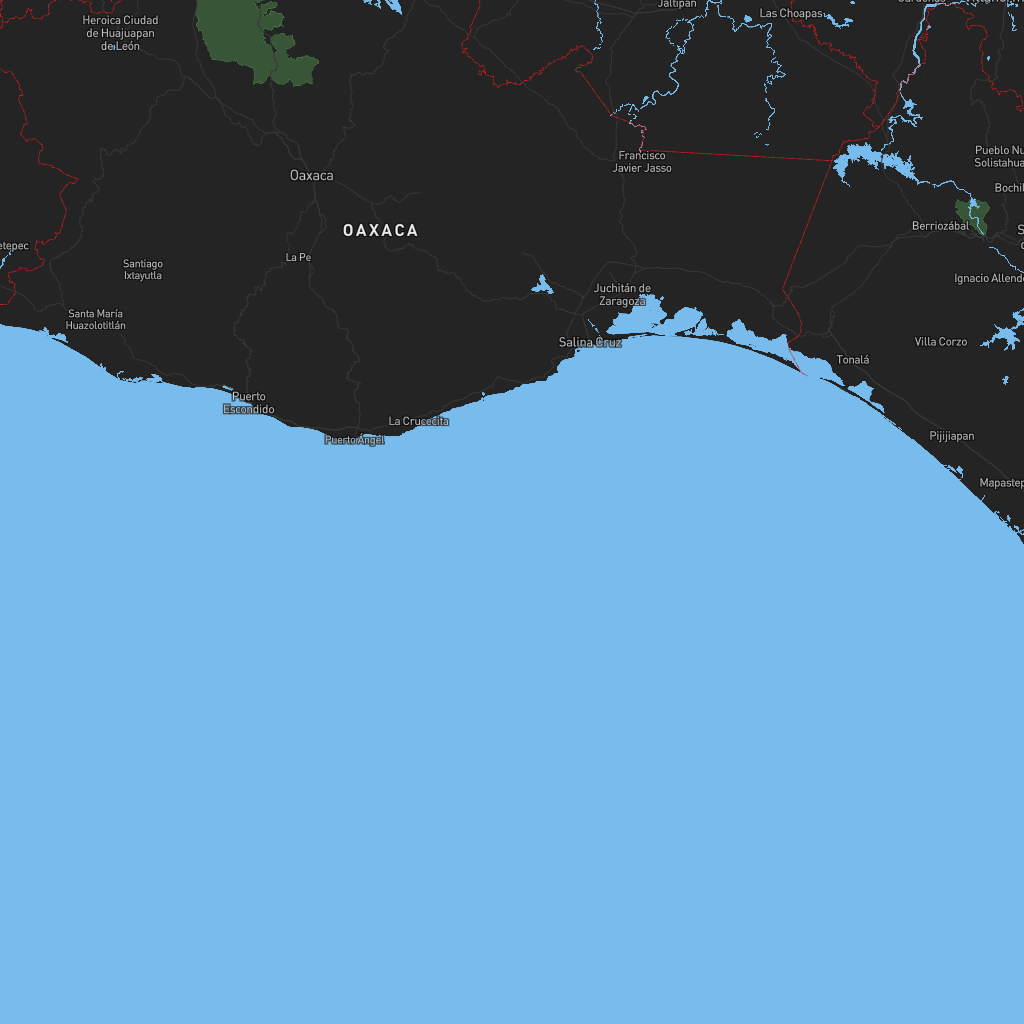 Jaltipan
Las Choapas
Heroica Ciudad
de Huajuapan
de León
Francisco
Javier Jasso
Pueblo Nu
Solistahua
Oaxaca
Bochil
OAXACA
Berriozábal
etepec
La Pe
Santiago
Ixtayutla
Ignacio Allende
Juchitán de
Zaragoza
Santa María
Huazolotitlán
Salina Cruz
Villa Corzo
Tonalá
Puerto
Escondido
La Crucecita
Puerto Ángel
Pijijiapan
Mapastep